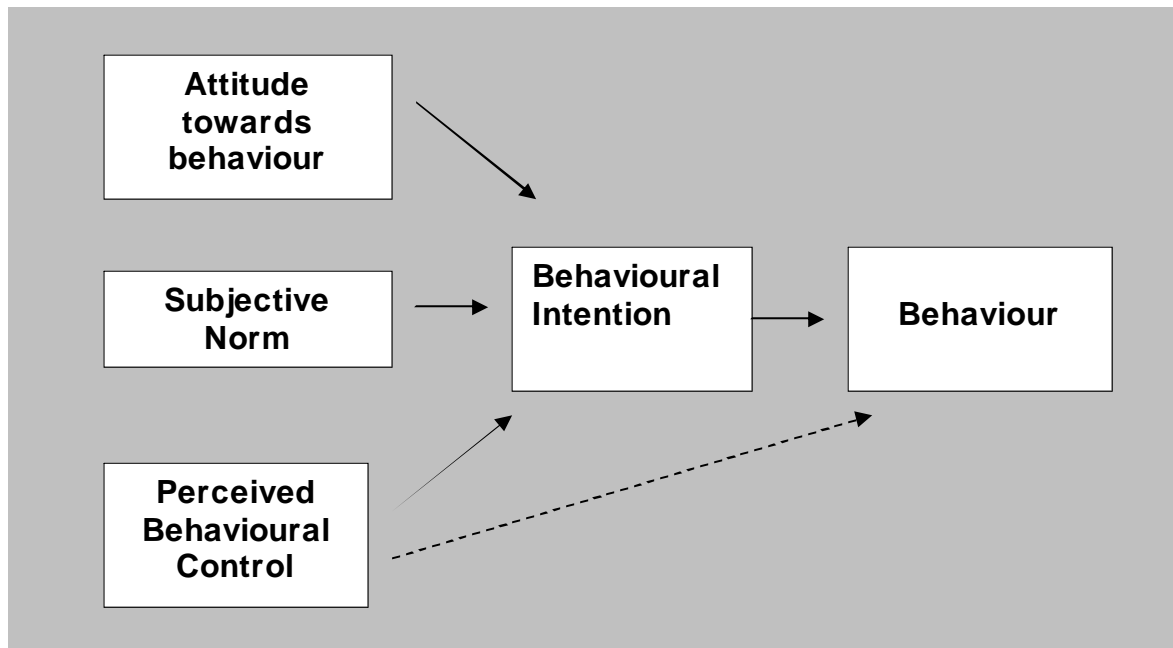 Attitude
towards
behaviour
Subjective
Norm
Perceived
Behavioural
Control
Behavioural
Intention
Behaviour